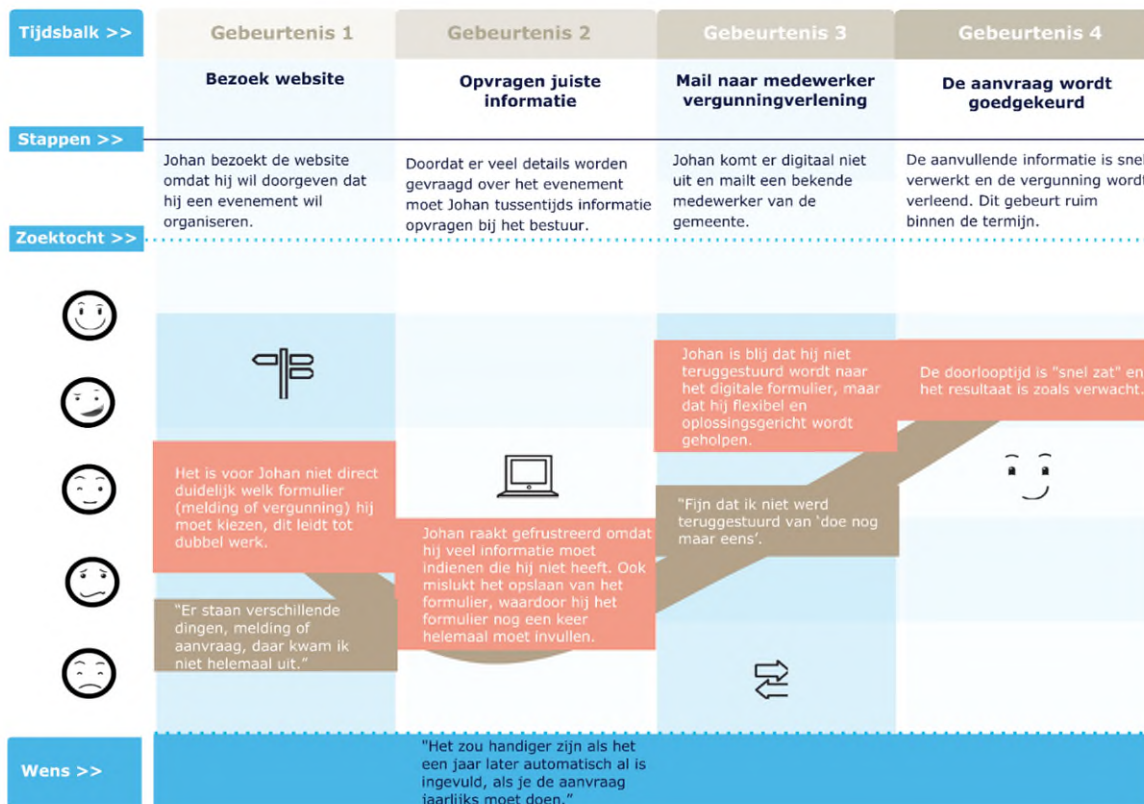 Tijdsbalk >>
Gebeurtenis 1
Gebeurtenis 2
Gebeurtenis 3
Gebeurtenis 4
Bezoek website
Opvragen juiste
informatie
Mail naar medewerker
vergunningverlening
De aanvraag wordt
goedgekeurd
Stappen >>
Johan bezoekt de website
omdat hij wil doorgeven dat
hij een evenement wil
organiseren.
Doordat er veel details worden
gevraagd over het evenement
moet Johan tussentijds informatie
opvragen bij het bestuur.
Johan komt er digitaal niet
uit en mailt een bekende
medewerker van de
gemeente.
De aanvullende informatie is snel
verwerkt en de vergunning wordt
verleend. Dit gebeurt ruim
binnen de termijn.
Zoektocht >>
Het is voor Johan niet direct
duidelijk welk formulier
(melding of vergunning) hij
moet kiezen, dit leidt tot
dubbel werk.
"Er staan verschillende
dingen, melding of
aanvraag, daar kwam ik
niet helemaal uit."
Johan raakt gefrustreerd omdat
hij veel informatie moet
indienen die hij niet heeft. Ook
mislukt het opslaan van het
formulier, waardoor hij het
formulier nog een keer
helemaal moet invullen.
Johan is blij dat hij niet
teruggestuurd wordt naar
het digitale formulier, maar
dat hij flexibel en
oplossingsgericht wordt
geholpen.
"Fijn dat ik niet werd
teruggestuurd van ‘doe nog
maar eens’.
De doorlooptijd is "snel zat" en
het resultaat is zoals verwacht.
Wens >>
"Het zou handiger zijn als het
een jaar later automatisch al is
ingevuld, als je de aanvraag
jaarlijks moet doen."